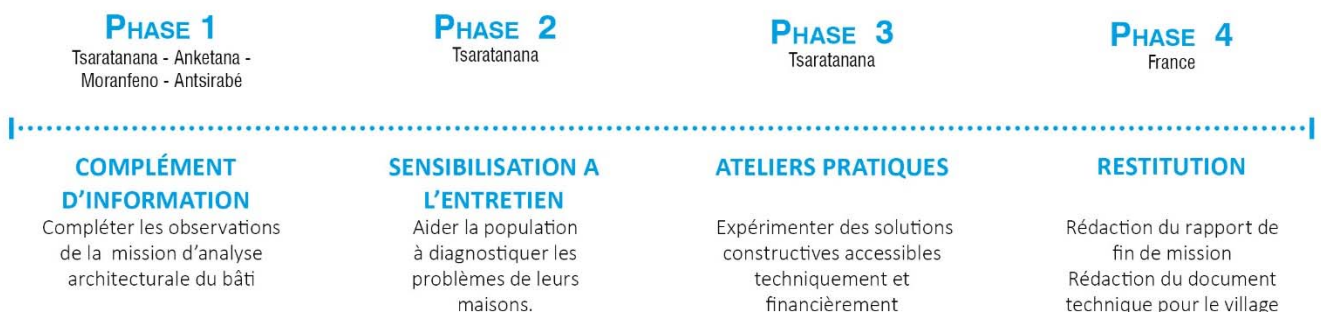 PHASE 1
Tsaratanana - Anketana -
Moranfeno - Antsirabé
PHASE 2
Tsaratanana
PHASE 3
Tsaratanana
PHASE 4
France
COMPLÉMENT
D'INFORMATION
Compléter les observations
de la mission d'analyse
architecturale du bâti
SENSIBILISATION A
L'ENTRETIEN
Aider la population
à diagnostiquer les
problèmes de leurs
maisons.
ATELIERS PRATIQUES
Expérimenter des solutions
constructives accessibles
techniquement et
financièrement
RESTITUTION
Rédaction du rapport de
fin de mission
Rédaction du document
technique pour le village